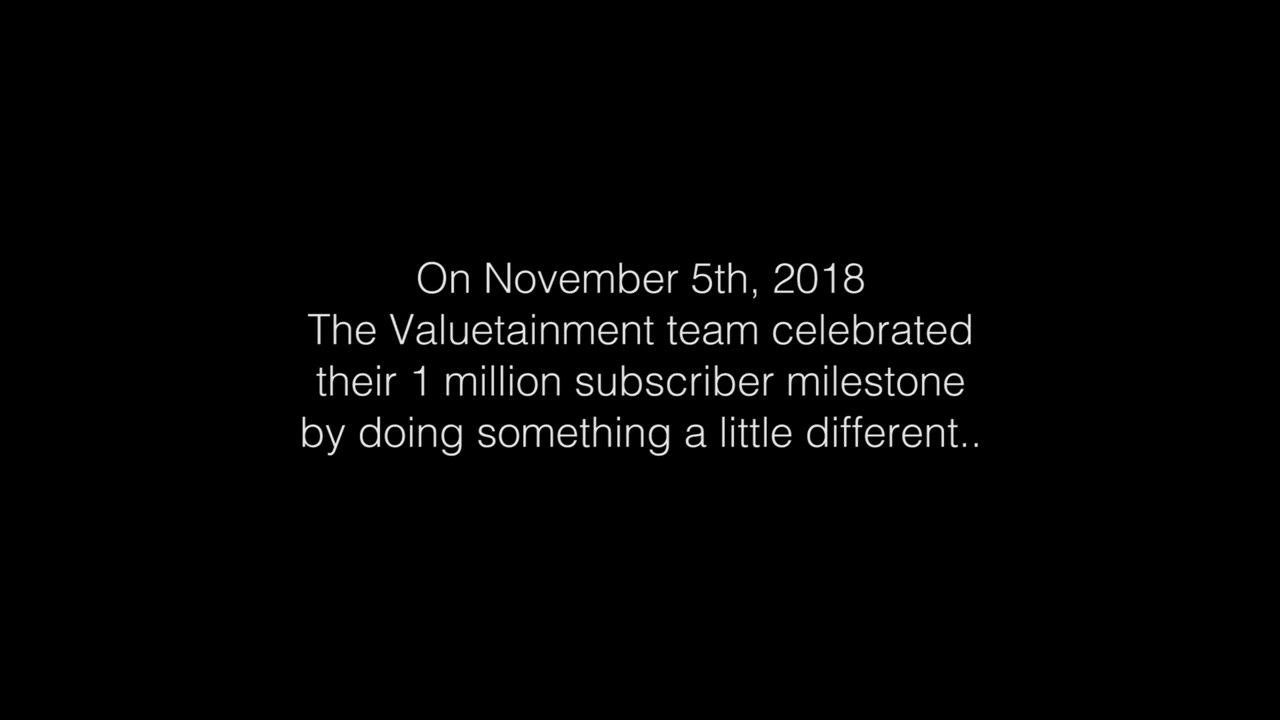 On November 5th, 2018
The Valuetainment team celebrated
their 1 million subscriber milestone
by doing something a little different..